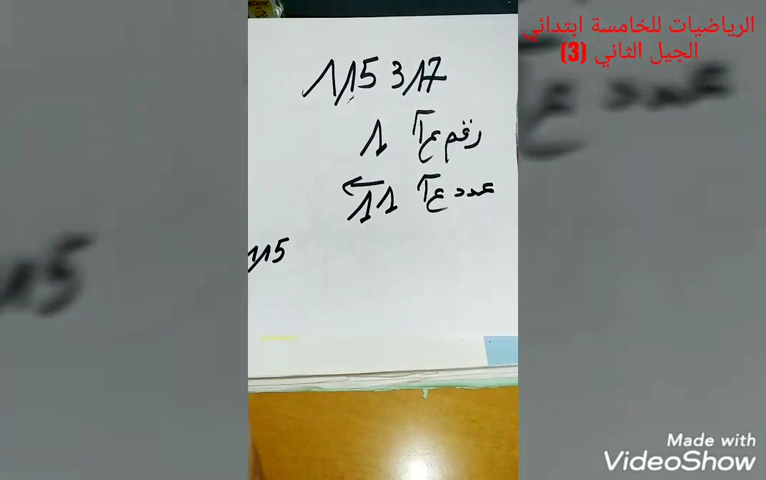 الرياضيات للخامسة ابتدائي
الجيل الثاني (3)
115 317
رقم ع آ 1
عدد ع آ 11
115
Made with
VideoShow